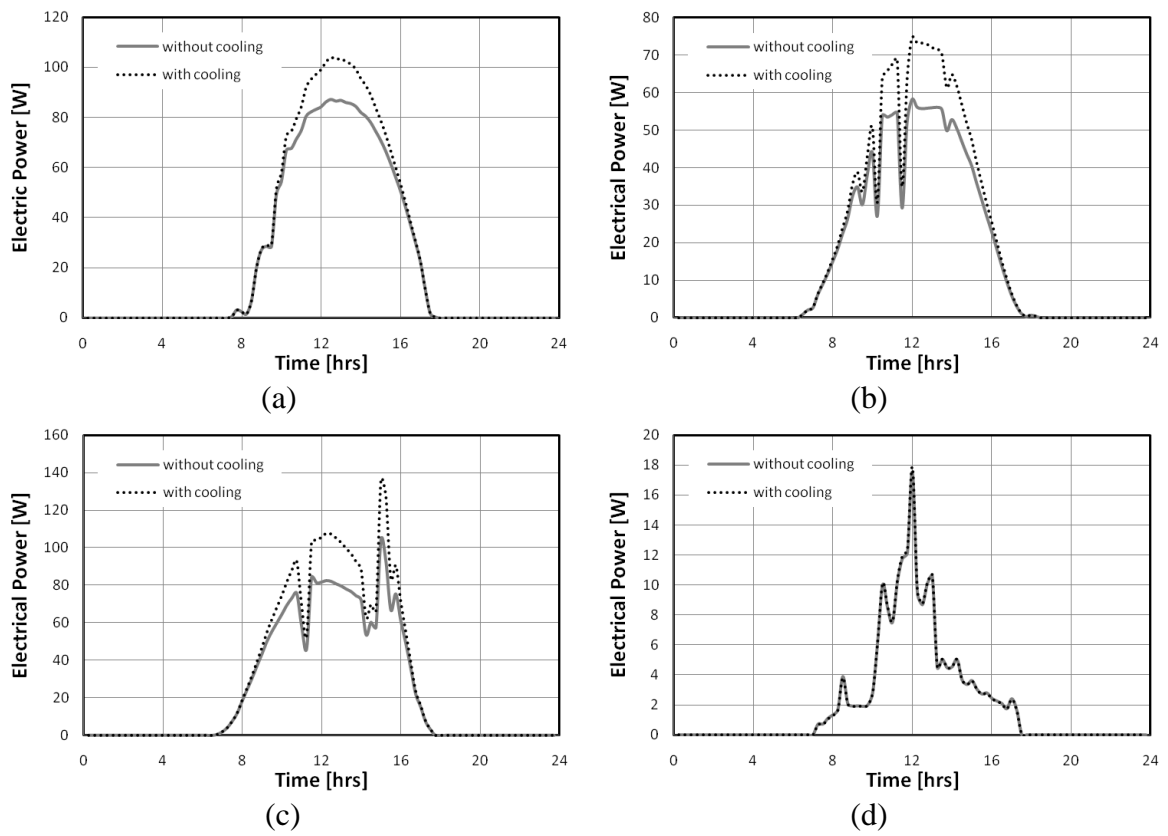 120
100
80
60
40
20
0
Electric Power [W]
without cooling
with cooling
0 4 8 12 16 20 24
Time [hrs]
(a)
80
70
60
50
40
30
20
10
0
Electrical Power [W]
without cooling
with cooling
0 4 8 12 16 20 24
Time [hrs]
(b)
160
140
120
100
80
60
40
20
0
Electrical Power [W]
without cooling
with cooling
0 4 8 12 16 20 24
Time [hrs]
(c)
20
18
16
14
12
10
8
6
4
2
0
Electrical Power [W]
without cooling
with cooling
0 4 8 12 16 20 24
Time [hrs]
(d)